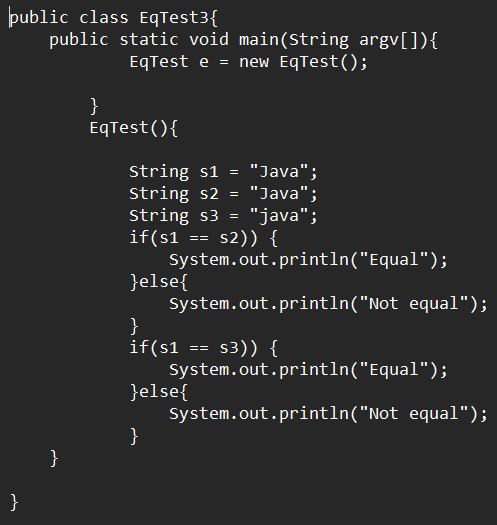 public class EqTest3{
    public static void main(String argv[]){
            EqTest e = new EqTest();

        }
        EqTest(){

            String s1 = "Java";
            String s2 = "Java";
            String s3 = "java";
            if(s1 == s2)) {
                System.out.println("Equal");
            }else{
                System.out.println("Not equal");
            }
            if(s1 == s3)) {
                System.out.println("Equal");
            }else{
                System.out.println("Not equal");
            }
    }

}